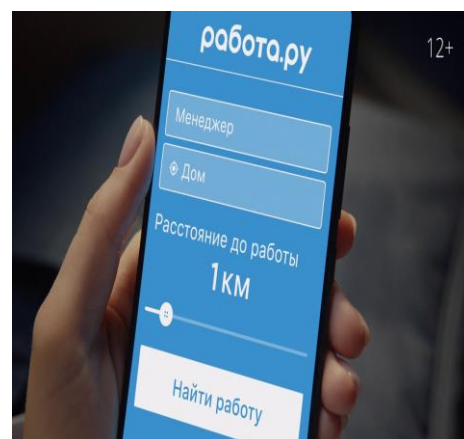 работа.ру
12+
Менеджер
Дом
Расстояние до работы
1км
Найти работу